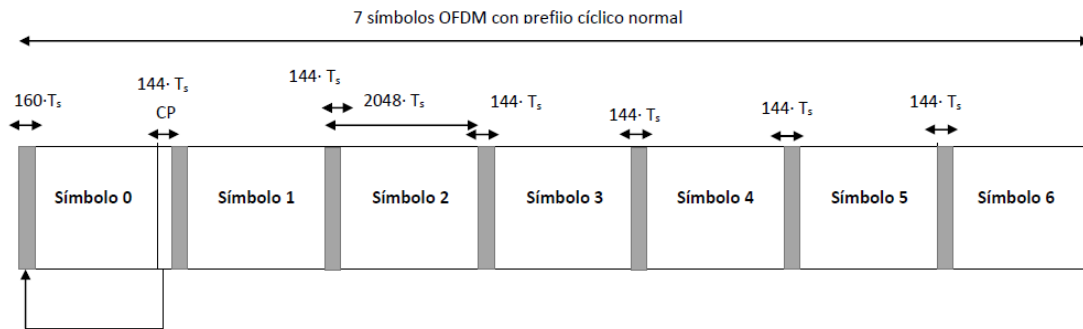 7 símbolos OFDM con prefijo cíclico normal
160·Ts
144· Ts
CP
144· Ts
2048· Ts
144· Ts
144· Ts
144· Ts
144· Ts
Símbolo 0
Símbolo 1
Símbolo 2
Símbolo 3
Símbolo 4
Símbolo 5
Símbolo 6